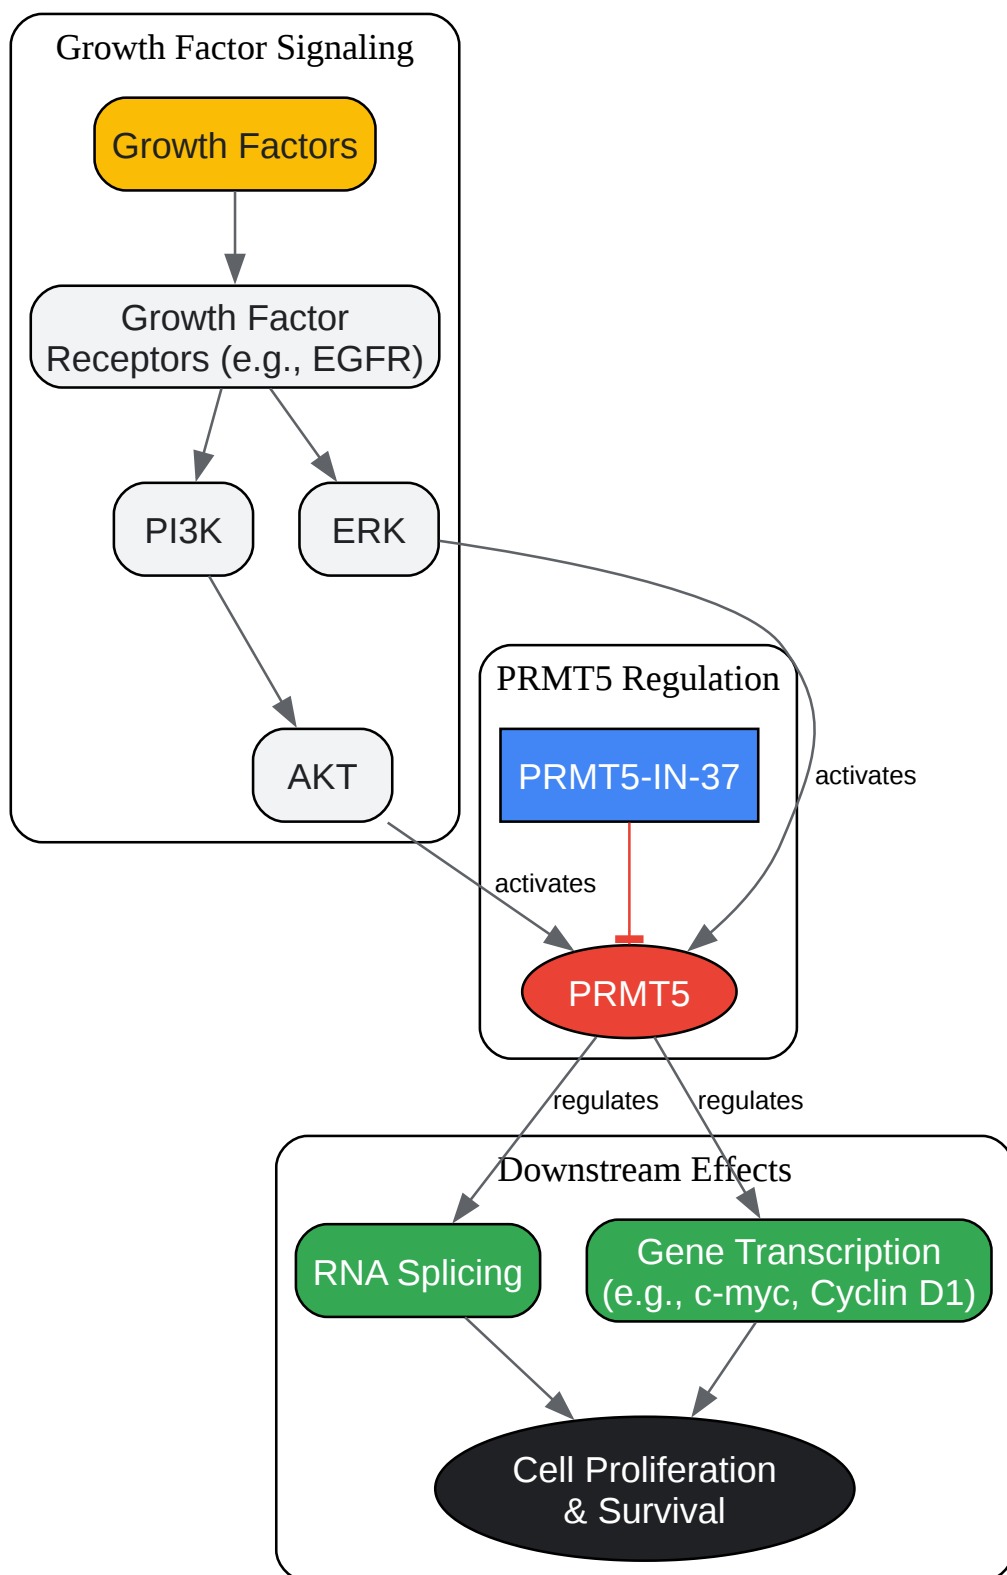 Growth Factor Signaling
Growth Factors
Growth Factor
Receptors (e.g., EGFR)
PI3K
ERK
AKT
PRMT5 Regulation
PRMT5-IN-37
activates
activates
PRMT5
regulates
regulates
Downstream Effects
RNA Splicing
Gene Transcription
(e.g., c-myc, Cyclin D1)
Cell Proliferation
& Survival